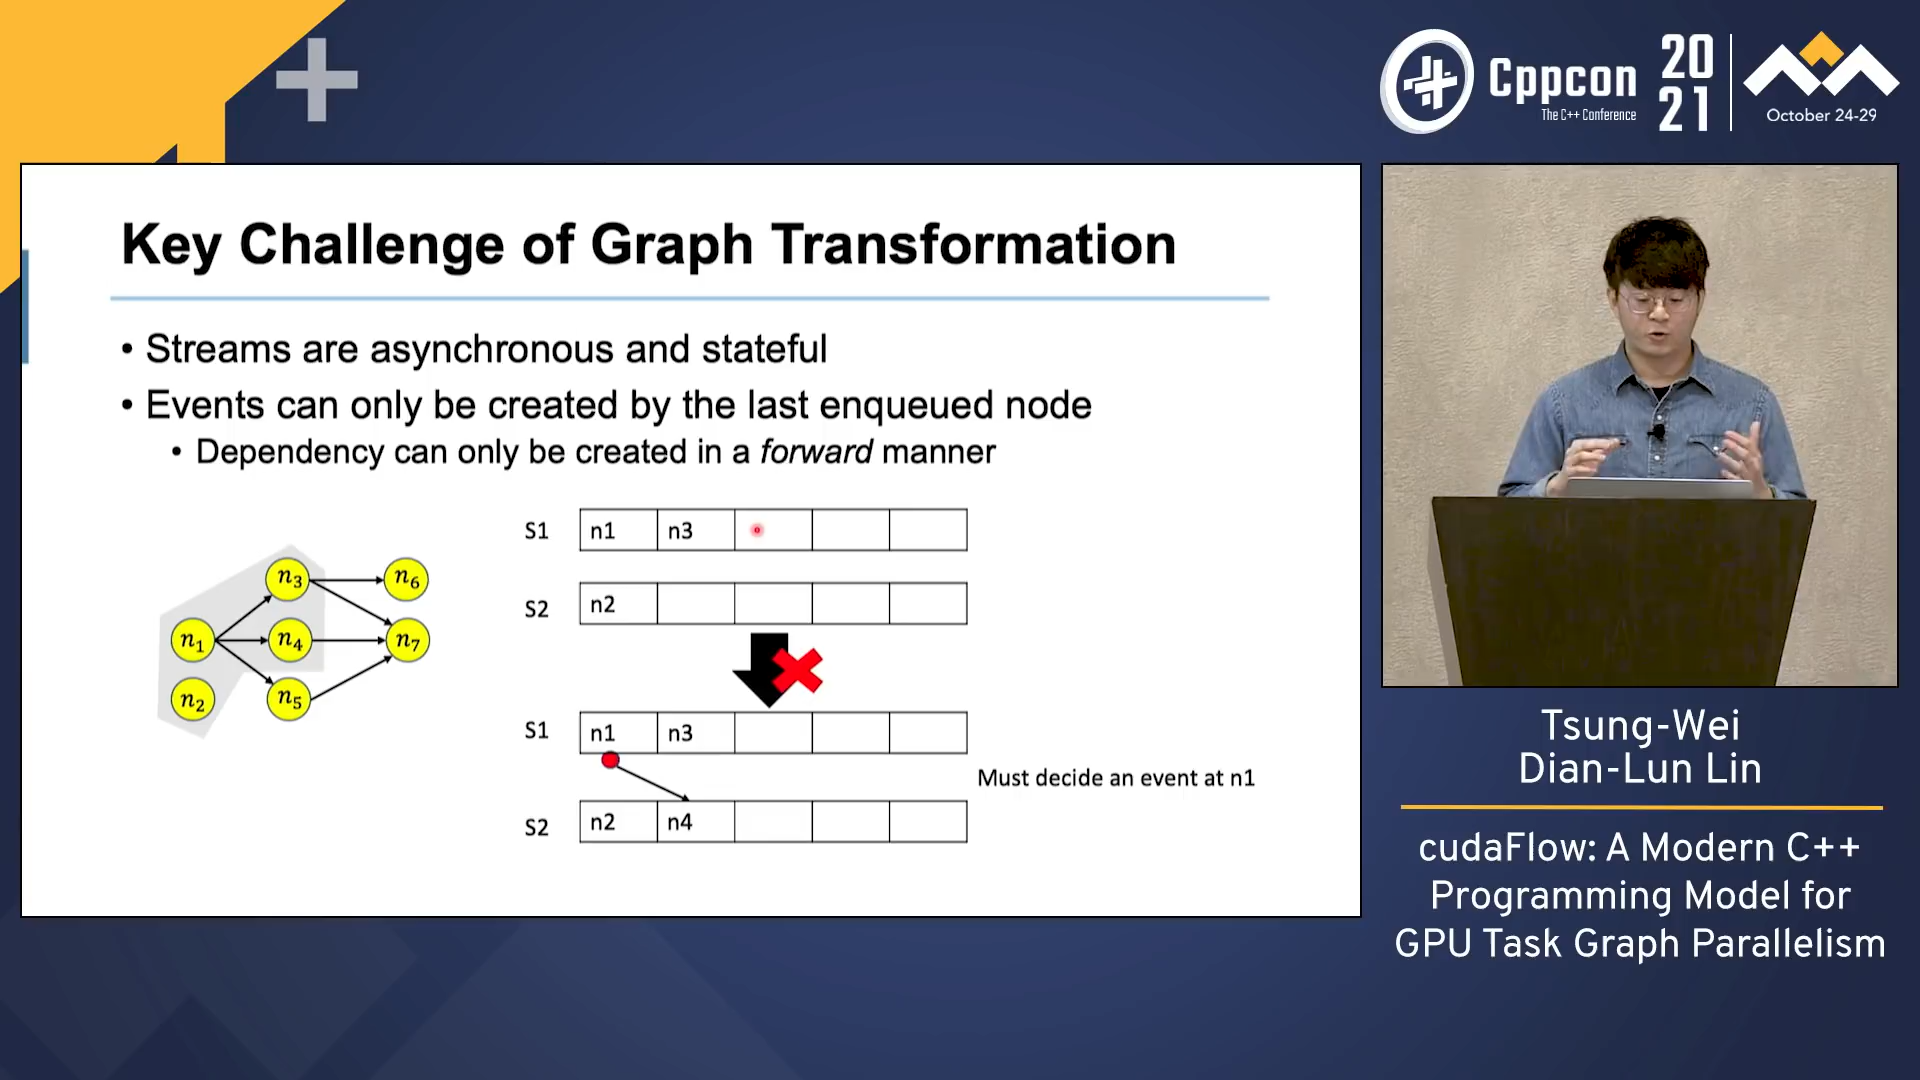 Cppcon
The C++ Conference
20
21
October 24-29
Key Challenge of Graph Transformation
• Streams are asynchronous and stateful
• Events can only be created by the last enqueued node
• Dependency can only be created in a forward manner
S1 n1 n3
S2 n2
n₃ n₆
n₁ n₄ n₇
n₂ n₅
S1 n1 n3
Must decide an event at n1
S2 n2 n4
Tsung-Wei
Dian-Lun Lin
cudaFlow: A Modern C++
Programming Model for
GPU Task Graph Parallelism